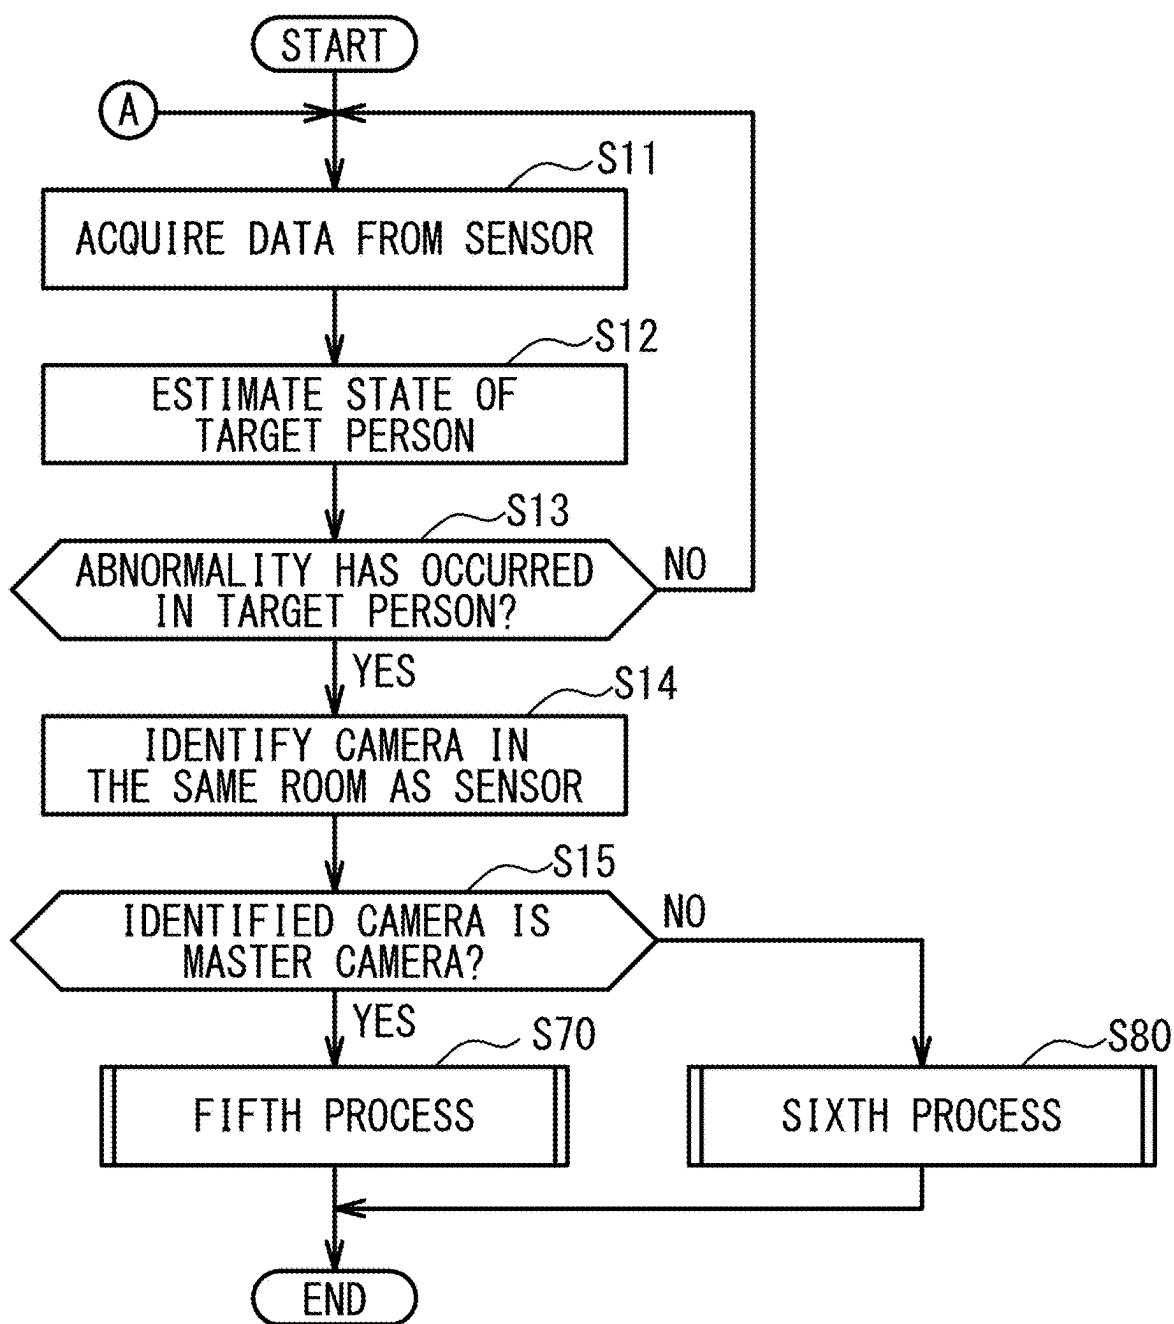 START
A
S11
ACQUIRE DATA FROM SENSOR
S12
ESTIMATE STATE OF
TARGET PERSON
S13
ABNORMALITY HAS OCCURRED
IN TARGET PERSON?
NO
YES
S14
IDENTIFY CAMERA IN
THE SAME ROOM AS SENSOR
S15
IDENTIFIED CAMERA IS
MASTER CAMERA?
NO
YES
S70
FIFTH PROCESS
S80
SIXTH PROCESS
END